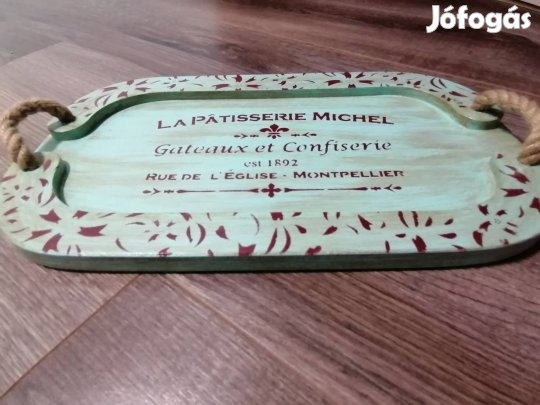 Jófogás
LA PÂTISSERIE MICHEL
Gateaux et Confiserie
est 1892
RUE DE L'ÉGLISE - MONTPELLIER